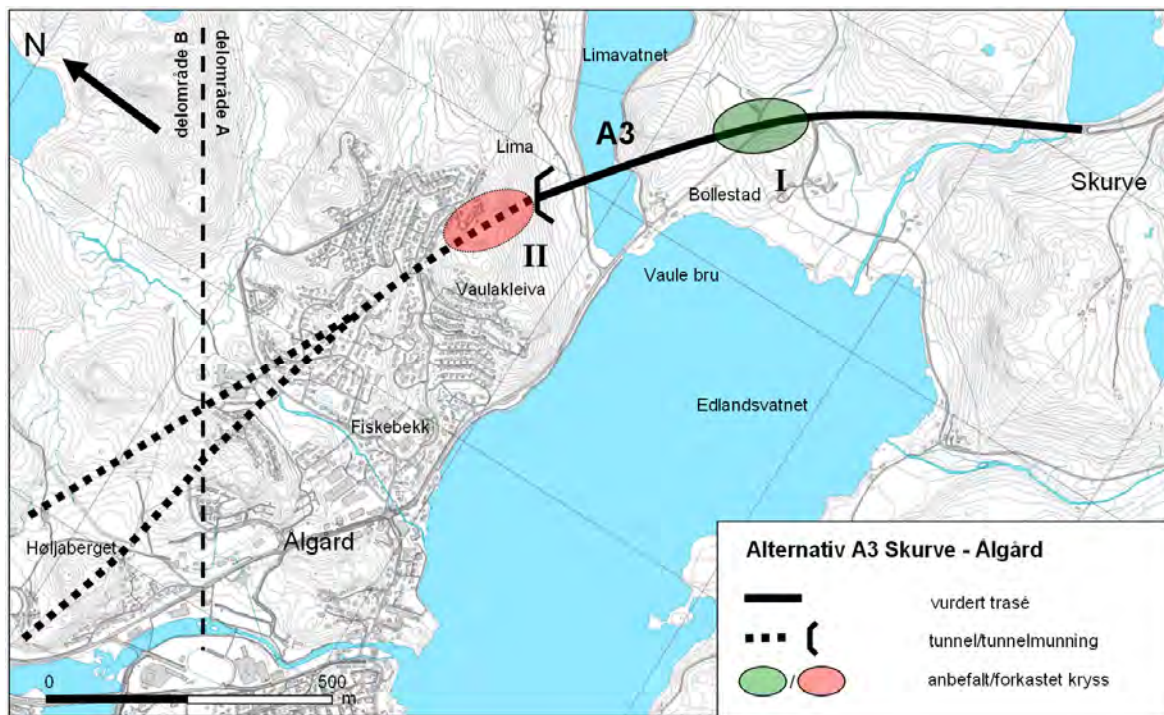 N
delområde B
delområde A
Limavatnet
Lima
A3
Skurve
I
Bollestad
II
Vaulakleiva
Vaule bru
Edlandsvatnet
Fiskebekk
Høljaberget
Ålgård
0 500
m
Alternativ A3 Skurve - Ålgård
vurdert trasé
tunnel/tunnelmunning
/
anbefalt/forkastet kryss